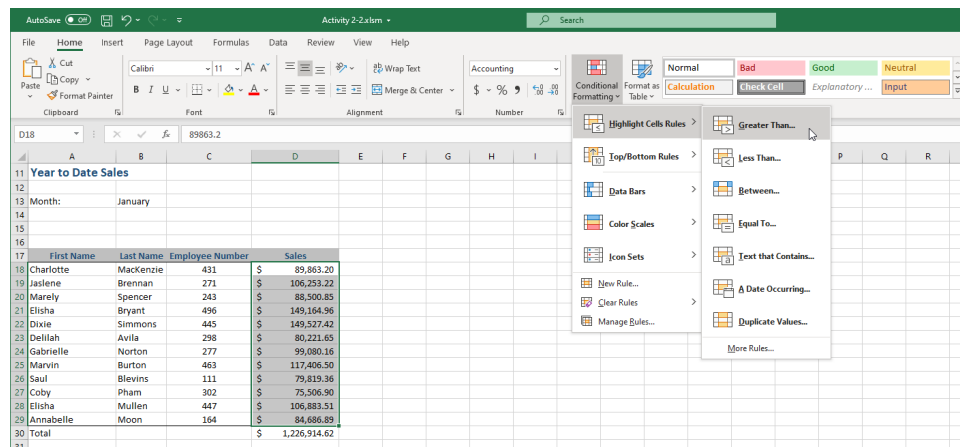 AutoSave Off Activity 2-2.xlsm Search
File Home Insert Page Layout Formulas Data Review View Help
Cut
Copy
Format Painter
Paste
Clipboard
Calibri 11 A^ A˅
B I U A
Font
ab Wrap Text
Merge & Center
Alignment
Accounting
$ % 9
Number
Conditional Formatting
Format as Table
Normal Bad Good Neutral
Calculation Check Cell Explanatory ... Input
D18 fx 89863.2
A B C D E F G H I P Q R
11 Year to Date Sales
12
13 Month: January
14
15
16
17 First Name Last Name Employee Number Sales
18 Charlotte MacKenzie 431 $ 89,863.20
19 Jaslene Brennan 271 $ 106,253.22
20 Marely Spencer 243 $ 88,500.85
21 Elisha Bryant 496 $ 149,164.96
22 Dixie Simmons 445 $ 149,527.42
23 Delilah Avila 298 $ 80,221.65
24 Gabrielle Norton 277 $ 99,080.16
25 Marvin Burton 463 $ 117,406.50
26 Saul Blevins 111 $ 79,819.36
27 Coby Pham 302 $ 75,506.90
28 Elisha Mullen 447 $ 106,883.51
29 Annabelle Moon 164 $ 84,686.89
30 Total $ 1,226,914.62
31
Highlight Cells Rules
Top/Bottom Rules
Data Bars
Color Scales
Icon Sets
New Rule...
Clear Rules
Manage Rules...
Greater Than...
Less Than...
Between...
Equal To...
Text that Contains...
A Date Occurring...
Duplicate Values...
More Rules...